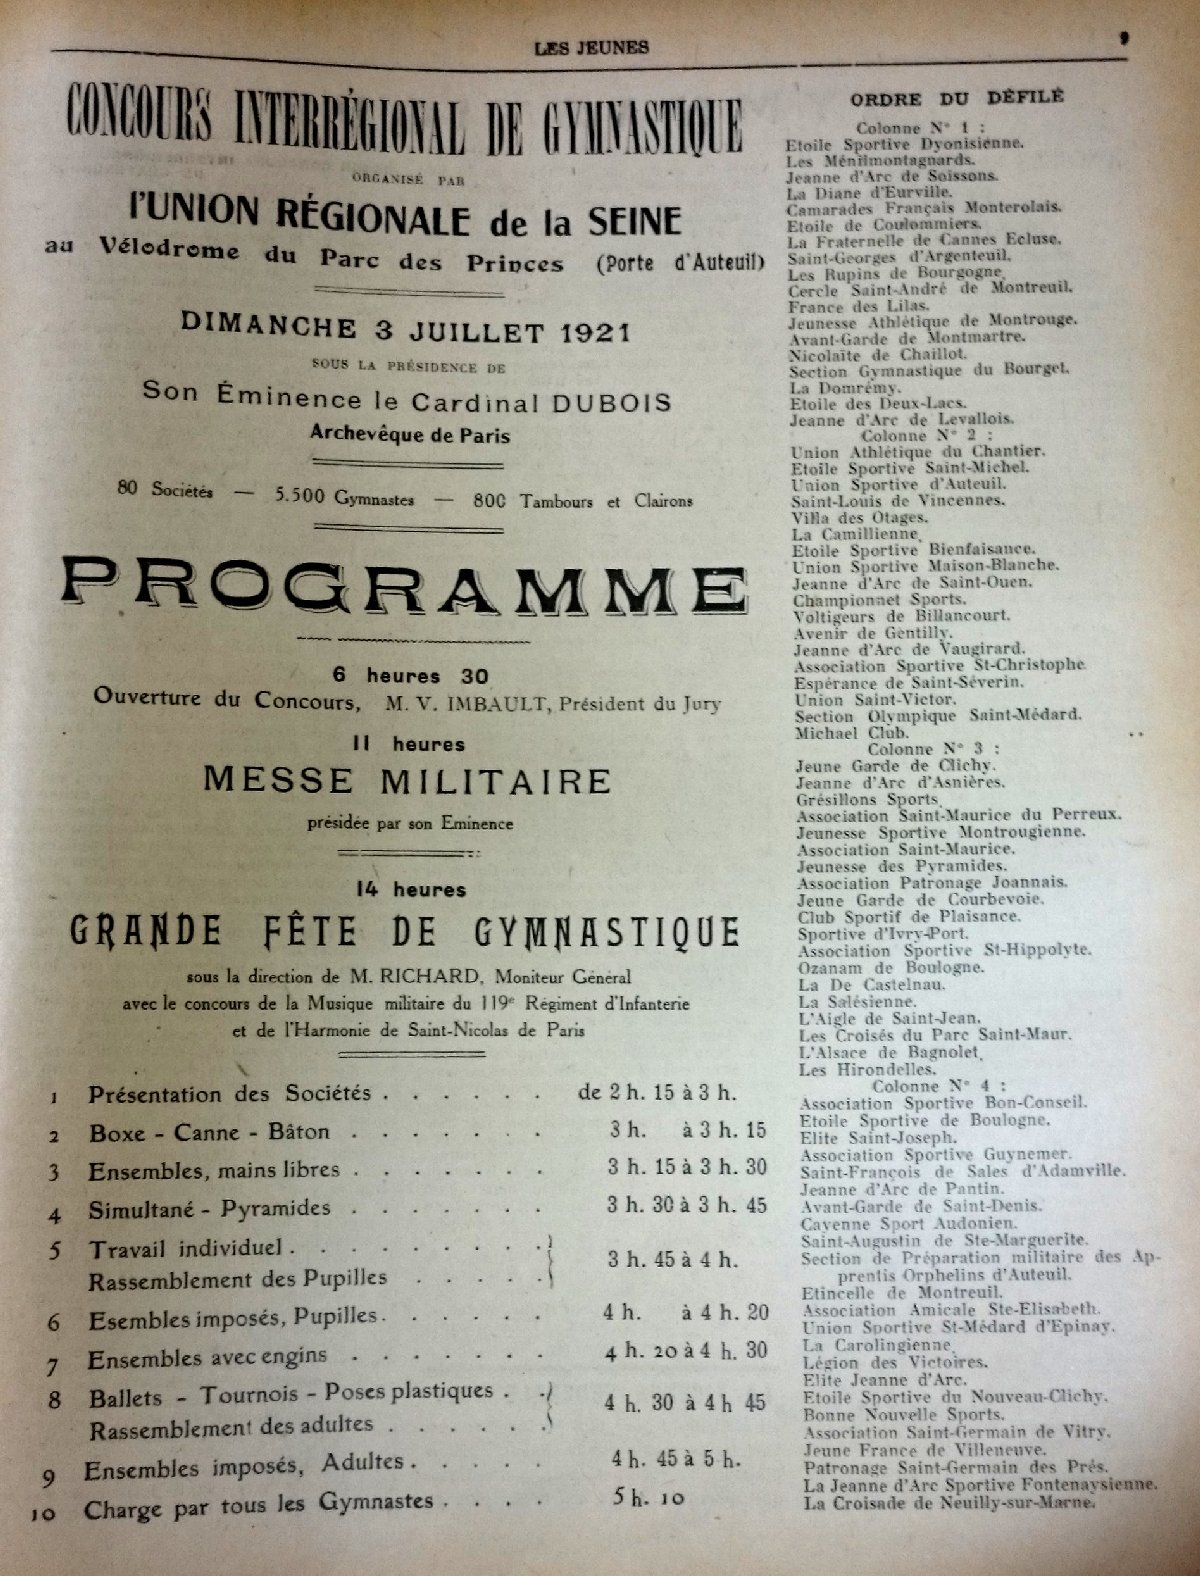 LES JEUNES
9
CONCOURS INTERRÉGIONAL DE GYMNASTIQUE
ORGANISÉ PAR
l'UNION RÉGIONALE de la SEINE
au Vélodrome du Parc des Princes (Porte d'Auteuil)
DIMANCHE 3 JUILLET 1921
SOUS LA PRÉSIDENCE DE
Son Éminence le Cardinal DUBOIS
Archevêque de Paris
80 Sociétés — 5.500 Gymnastes — 800 Tambours et Clairons
PROGRAMME
6 heures 30
Ouverture du Concours, M. V. IMBAULT, Président du Jury
11 heures
MESSE MILITAIRE
présidée par son Eminence
14 heures
GRANDE FÊTE DE GYMNASTIQUE
sous la direction de M. RICHARD, Moniteur Général
avec le concours de la Musique militaire du 119e Régiment d'Infanterie
et de l'Harmonie de Saint-Nicolas de Paris
1 Présentation des Sociétés . . . . . . de 2 h. 15 à 3 h.
2 Boxe - Canne - Bâton . . . . . . . 3 h. à 3 h. 15
3 Ensembles, mains libres . . . . . . . 3 h. 15 à 3 h. 30
4 Simultané - Pyramides . . . . . . . 3 h. 30 à 3 h. 45
5 Travail individuel . . . . . . . . .
Rassemblement des Pupilles . . . . . 3 h. 45 à 4 h.
6 Esembles imposés, Pupilles. . . . . . 4 h. à 4 h. 20
7 Ensembles avec engins . . . . . . . 4 h. 20 à 4 h. 30
8 Ballets - Tournois - Poses plastiques . .
Rassemblement des adultes . . . . . . 4 h. 30 à 4 h 45
9 Ensembles imposés, Adultes . . . . . 4 h. 45 à 5 h.
10 Charge par tous les Gymnastes . . . . 5 h. 10
ORDRE DU DÉFILÉ
Colonne N° 1 :
Etoile Sportive Dyonisienne.
Les Ménilmontagnards.
Jeanne d'Arc de Soissons.
La Diane d'Eurville.
Camarades Français Monterolais.
Etoile de Coulommiers.
La Fraternelle de Cannes Ecluse.
Saint-Georges d'Argenteuil.
Les Rupins de Bourgogne.
Cercle Saint-André de Montreuil.
France des Lilas.
Jeunesse Athlétique de Montrouge.
Avant-Garde de Montmartre.
Nicolaïte de Chaillot.
Section Gymnastique du Bourget.
La Domrémy.
Etoile des Deux-Lacs.
Jeanne d'Arc de Levallois.
Colonne N° 2 :
Union Athlétique du Chantier.
Etoile Sportive Saint-Michel.
Union Sportive d'Auteuil.
Saint-Louis de Vincennes.
Villa des Otages.
La Camillienne.
Etoile Sportive Bienfaisance.
Union Sportive Maison-Blanche.
Jeanne d'Arc de Saint-Ouen.
Championnet Sports.
Voltigeurs de Billancourt.
Avenir de Gentilly.
Jeanne d'Arc de Vaugirard.
Association Sportive St-Christophe
Espérance de Saint-Séverin.
Union Saint-Victor.
Section Olympique Saint-Médard.
Michael Club.
Colonne N° 3 :
Jeune Garde de Clichy.
Jeanne d'Arc d'Asnières.
Grésillons Sports.
Association Saint-Maurice du Perreux.
Jeunesse Sportive Montrougienne.
Association Saint-Maurice.
Jeunesse des Pyramides.
Association Patronage Joannais.
Jeune Garde de Courbevoie.
Club Sportif de Plaisance.
Sportive d'Ivry-Port.
Association Sportive St-Hippolyte.
Ozanam de Boulogne.
La De Castelnau.
La Salésienne.
L'Aigle de Saint-Jean.
Les Croisés du Parc Saint-Maur.
L'Alsace de Bagnolet.
Les Hirondelles.
Colonne N° 4 :
Association Sportive Bon-Conseil.
Etoile Sportive de Boulogne.
Elite Saint-Joseph.
Association Sportive Guynemer.
Saint-François de Sales d'Adamville.
Jeanne d'Arc de Pantin.
Avant-Garde de Saint-Denis.
Cavenne Sport Audonien.
Saint-Augustin de Ste-Marguerite.
Section de Préparation militaire des Ap-
prentis Orphelins d'Auteuil.
Etincelle de Montreuil.
Association Amicale Ste-Elisabeth.
Union Sportive St-Médard d'Epinay.
La Carolingienne.
Légion des Victoires.
Elite Jeanne d'Arc.
Etoile Sportive du Nouveau-Clichy.
Bonne Nouvelle Sports.
Association Saint-Germain de Vitry.
Jeune France de Villeneuve.
Patronage Saint-Germain des Prés.
La Jeanne d'Arc Sportive Fontenaysienne.
La Croisade de Neuilly-sur-Marne.